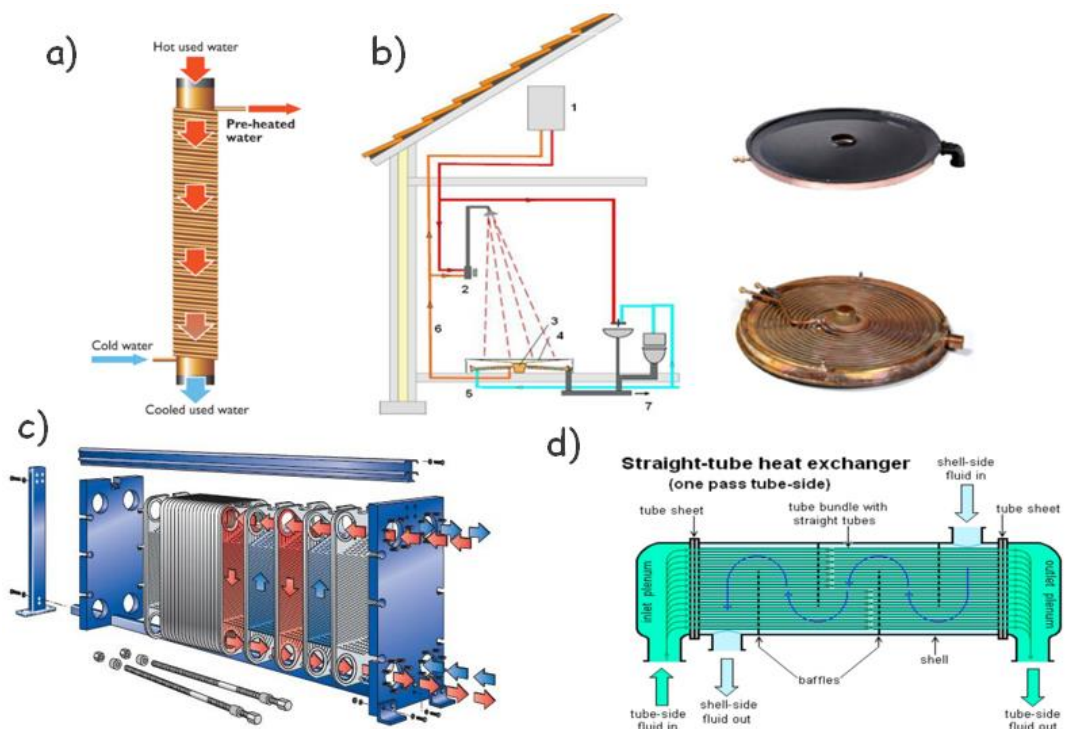 a)
Hot used water
Pre-heated
water
Cold water
Cooled used water
b)
1
2
3
4
6
5
7
c)
d)
Straight-tube heat exchanger
(one pass tube-side)
shell-side
fluid in
tube sheet
tube bundle with
straight tubes
tube sheet
inlet plenum
outlet plenum
baffles
shell
tube-side
fluid in
shell-side
fluid out
tube-side
fluid out